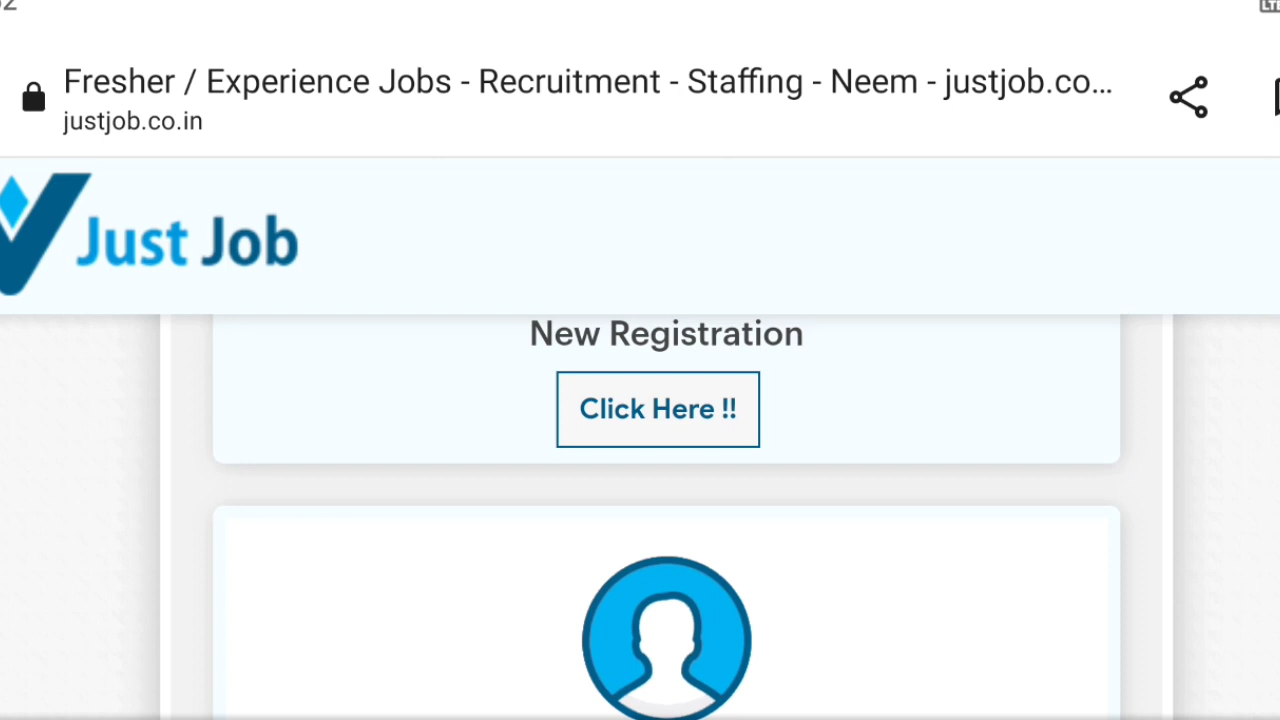 Fresher / Experience Jobs - Recruitment - Staffing - Neem - justjob.co...
justjob.co.in
Just Job
New Registration
Click Here !!